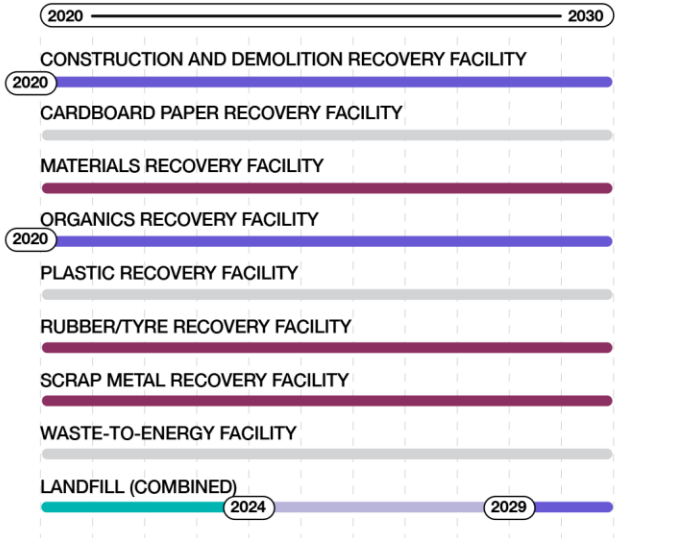 2020 2030
CONSTRUCTION AND DEMOLITION RECOVERY FACILITY
2020
CARDBOARD PAPER RECOVERY FACILITY
MATERIALS RECOVERY FACILITY
ORGANICS RECOVERY FACILITY
2020
PLASTIC RECOVERY FACILITY
RUBBER/TYRE RECOVERY FACILITY
SCRAP METAL RECOVERY FACILITY
WASTE-TO-ENERGY FACILITY
LANDFILL (COMBINED)
2024 2029